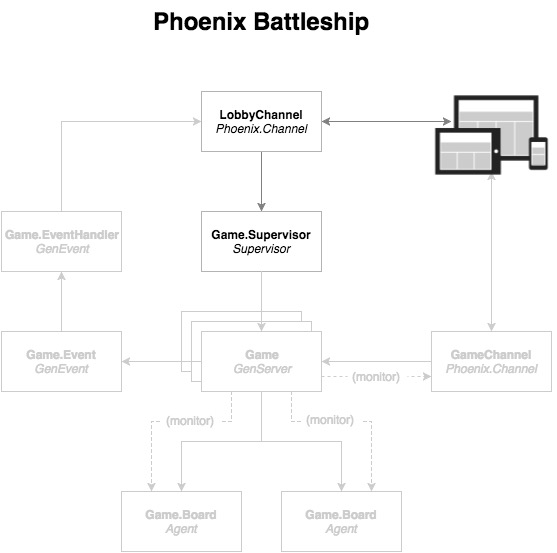 Phoenix Battleship
LobbyChannel
Phoenix.Channel
Game.EventHandler
GenEvent
Game.Supervisor
Supervisor
Game.Event
GenEvent
Game
GenServer
GameChannel
Phoenix.Channel
(monitor)
(monitor)
(monitor)
Game.Board
Agent
Game.Board
Agent